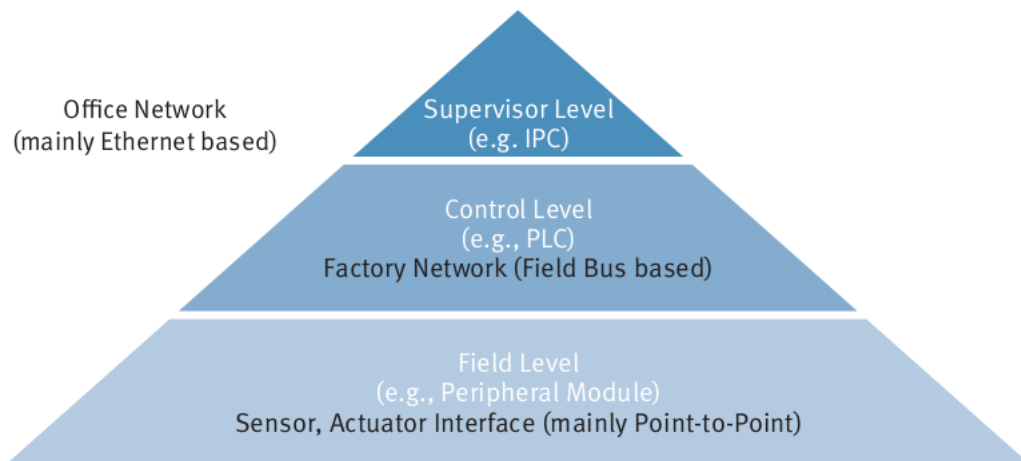 Office Network
(mainly Ethernet based)
Supervisor Level
(e.g. IPC)
Control Level
(e.g., PLC)
Factory Network (Field Bus based)
Field Level
(e.g., Peripheral Module)
Sensor, Actuator Interface (mainly Point-to-Point)